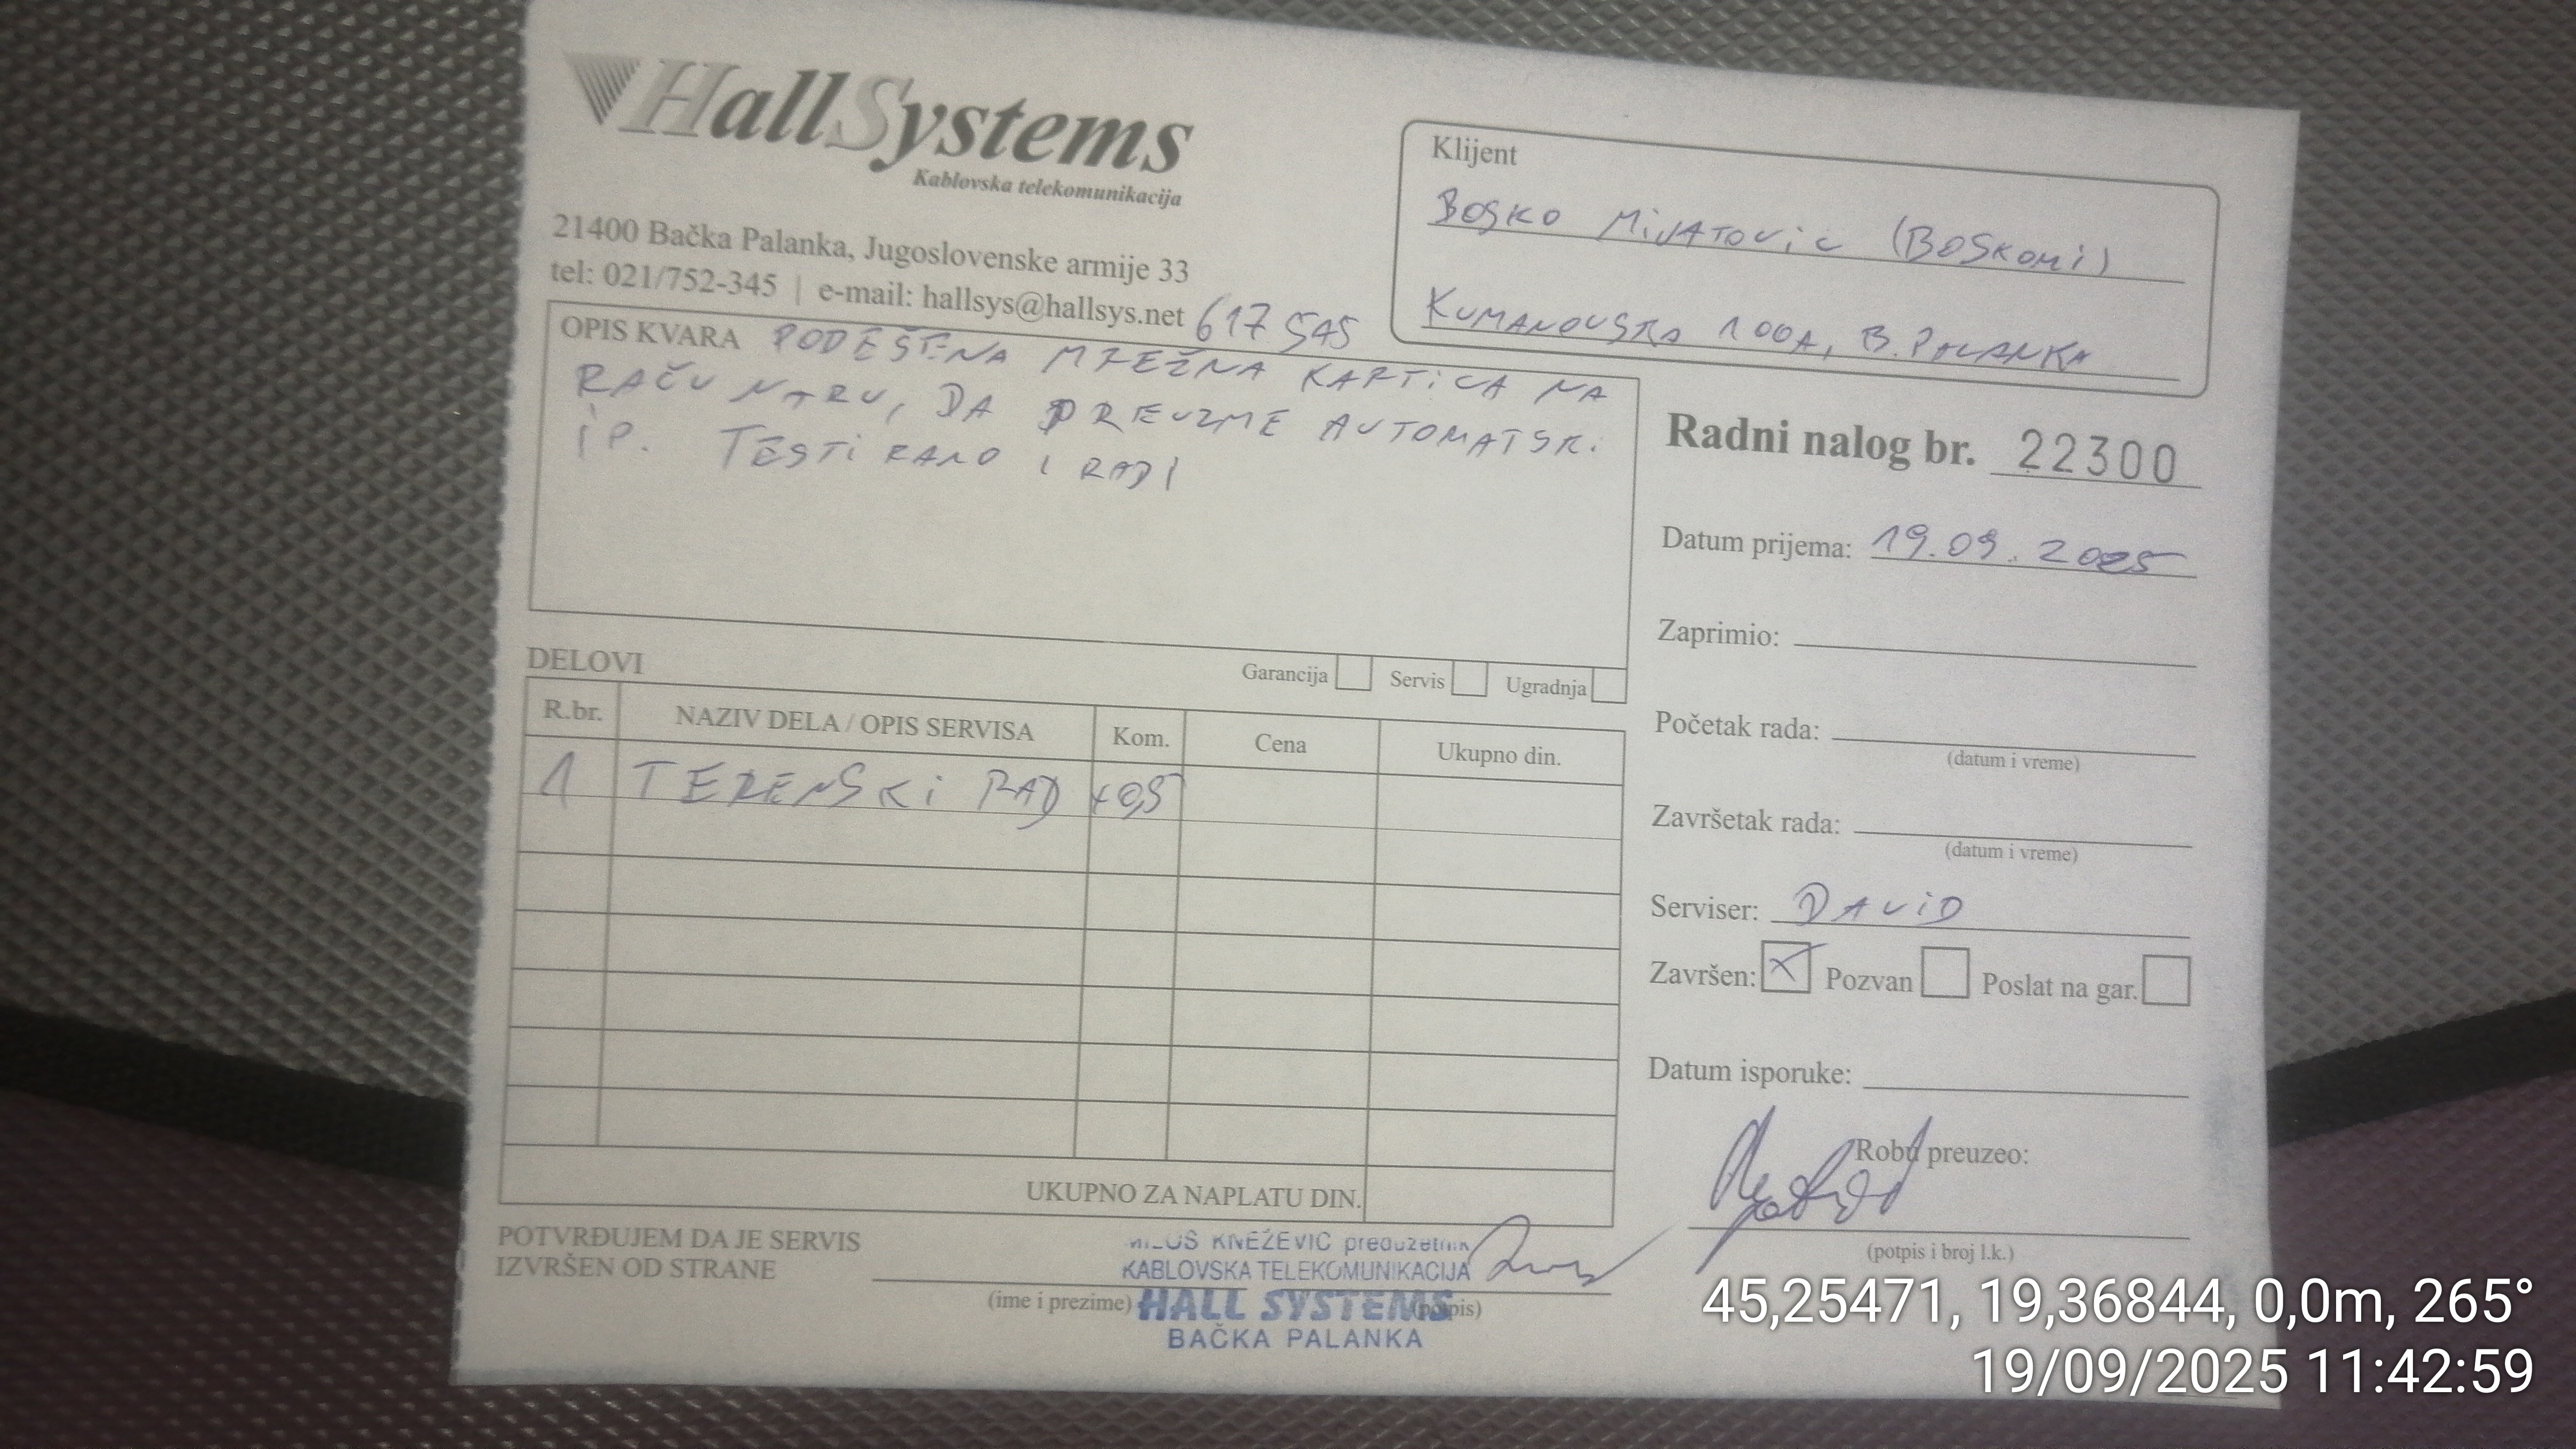 HallSystems
Kablovska telekomunikacija
21400 Bačka Palanka, Jugoslovenske armije 33
tel: 021/752-345 | e-mail: hallsys@hallsys.net
617 545
Klijent
BOSKO MIJATOVIC (BOSKOMI)
KUMANOVSKA 100A, B. PALANKA
OPIS KVARA PODEŠENA MREŽNA KARTICA NA
RAČUNARU, DA PREUZME AUTOMATSKI
IP. TESTIRANO I RADI
Radni nalog br. 22300
Datum prijema: 19.09.2025
Zaprimio:
Početak rada:
(datum i vreme)
Završetak rada:
(datum i vreme)
Serviser: DAVID
Završen: X Pozvan Poslat na gar.
Datum isporuke:
Robu preuzeo:
(potpis i broj l.k.)
Garancija Servis Ugradnja
DELOVI
R.br. NAZIV DELA / OPIS SERVISA Kom. Cena Ukupno din.
1 TERENSKI RAD x0,5
UKUPNO ZA NAPLATU DIN.
POTVRĐUJEM DA JE SERVIS
IZVRŠEN OD STRANE
(ime i prezime)
(potpis)
MILOŠ KNEŽEVIĆ preduzetnik
KABLOVSKA TELEKOMUNIKACIJA
HALL SYSTEMS
BAČKA PALANKA
45,25471, 19,36844, 0,0m, 265°
19/09/2025 11:42:59